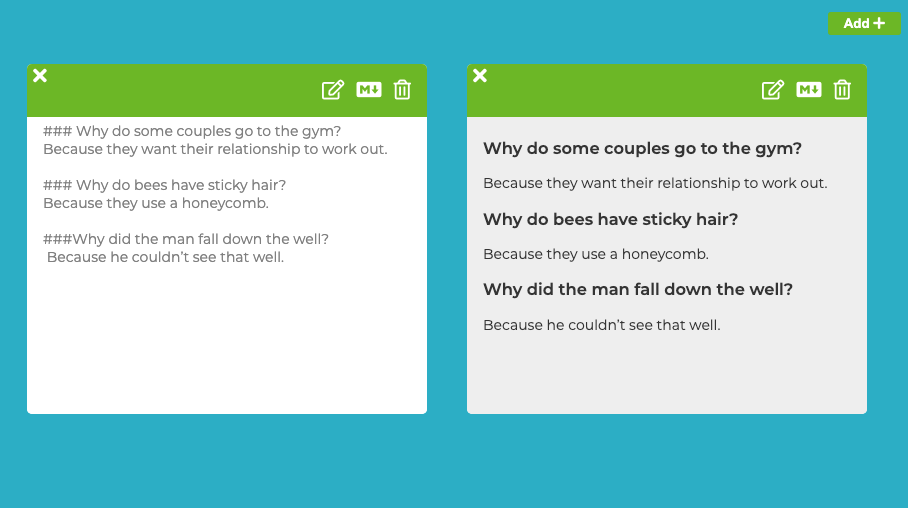 Add +
M↓
M↓
### Why do some couples go to the gym?
Because they want their relationship to work out.
### Why do bees have sticky hair?
Because they use a honeycomb.
###Why did the man fall down the well?
Because he couldn’t see that well.
Why do some couples go to the gym?
Because they want their relationship to work out.
Why do bees have sticky hair?
Because they use a honeycomb.
Why did the man fall down the well?
Because he couldn’t see that well.